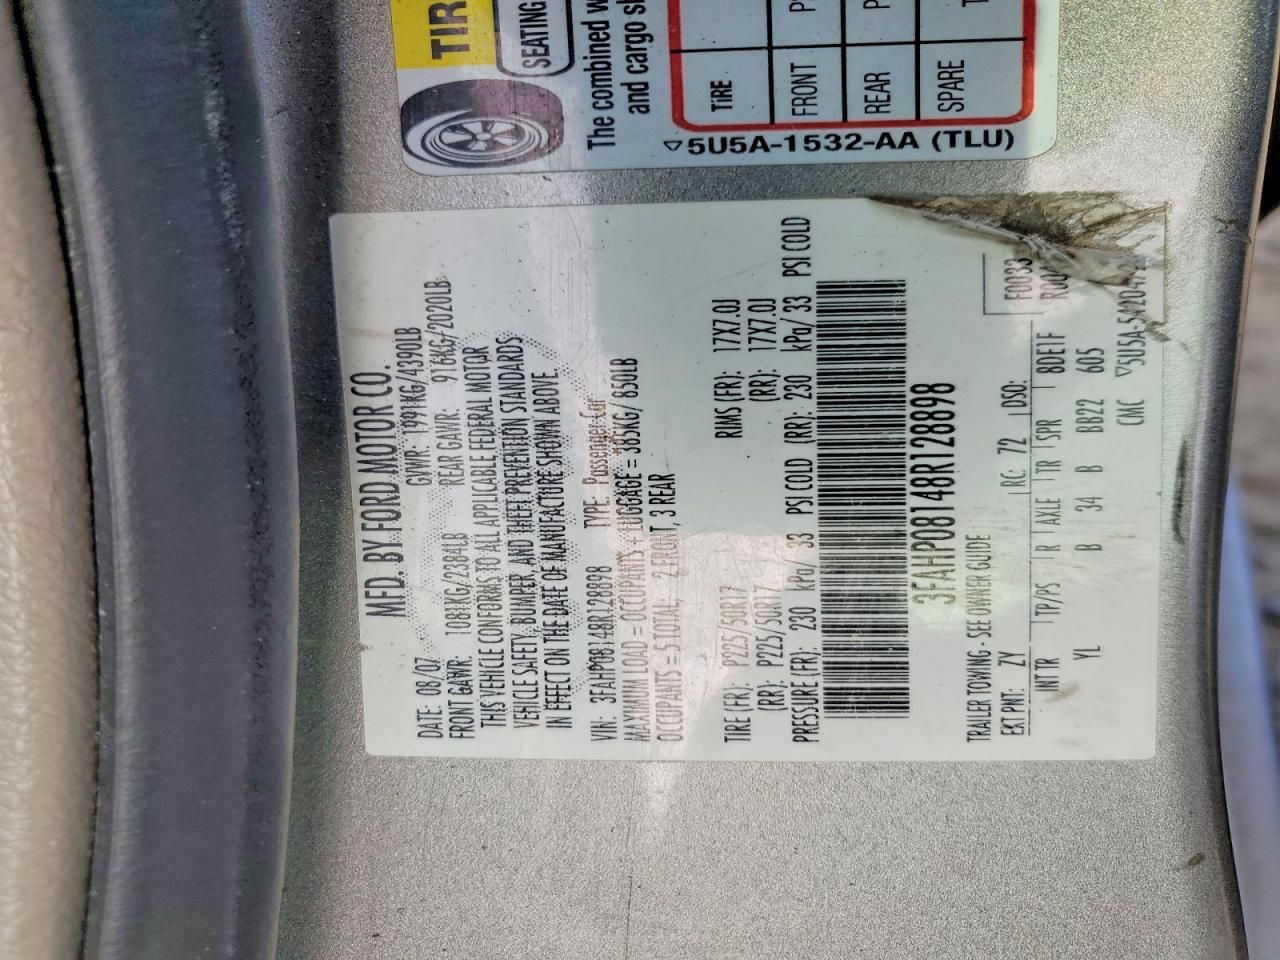 TIR
SEATING
The combined w
and cargo s
TIRE
FRONT P
REAR P
SPARE T
5U5A-1532-AA (TLU)
MFD. BY FORD MOTOR CO.
DATE: 08/07 GVWR: 1991KG/4390LB
FRONT GAWR: 1081KG/2384LB REAR GAWR: 916KG/2020LB
THIS VEHICLE CONFORMS TO ALL APPLICABLE FEDERAL MOTOR
VEHICLE SAFETY, BUMPER, AND THEFT PREVENTION STANDARDS
IN EFFECT ON THE DATE OF MANUFACTURE SHOWN ABOVE.
VIN: 3FAHP08148R128898 TYPE: Passenger Car
MAXIMUM LOAD = OCCUPANTS + LUGGAGE = 385KG/ 850LB
OCCUPANTS = 5 TOTAL, 2 FRONT, 3 REAR
TIRE (FR): P225/50R17 RIMS (FR): 17X7.0J
(RR): P225/50R17 (RR): 17X7.0J
PRESSURE (FR): 230 kPa/ 33 PSI COLD (RR): 230 kPa/ 33 PSI COLD
3FAHP08148R128898
TRAILER TOWING - SEE OWNER GUIDE
F0033
EXT PNT: ZY RC: 72 DSO:
INT TR TP/PS R AXLE TR SPR BDE1F
YL B 34 B BB22 605
CMC